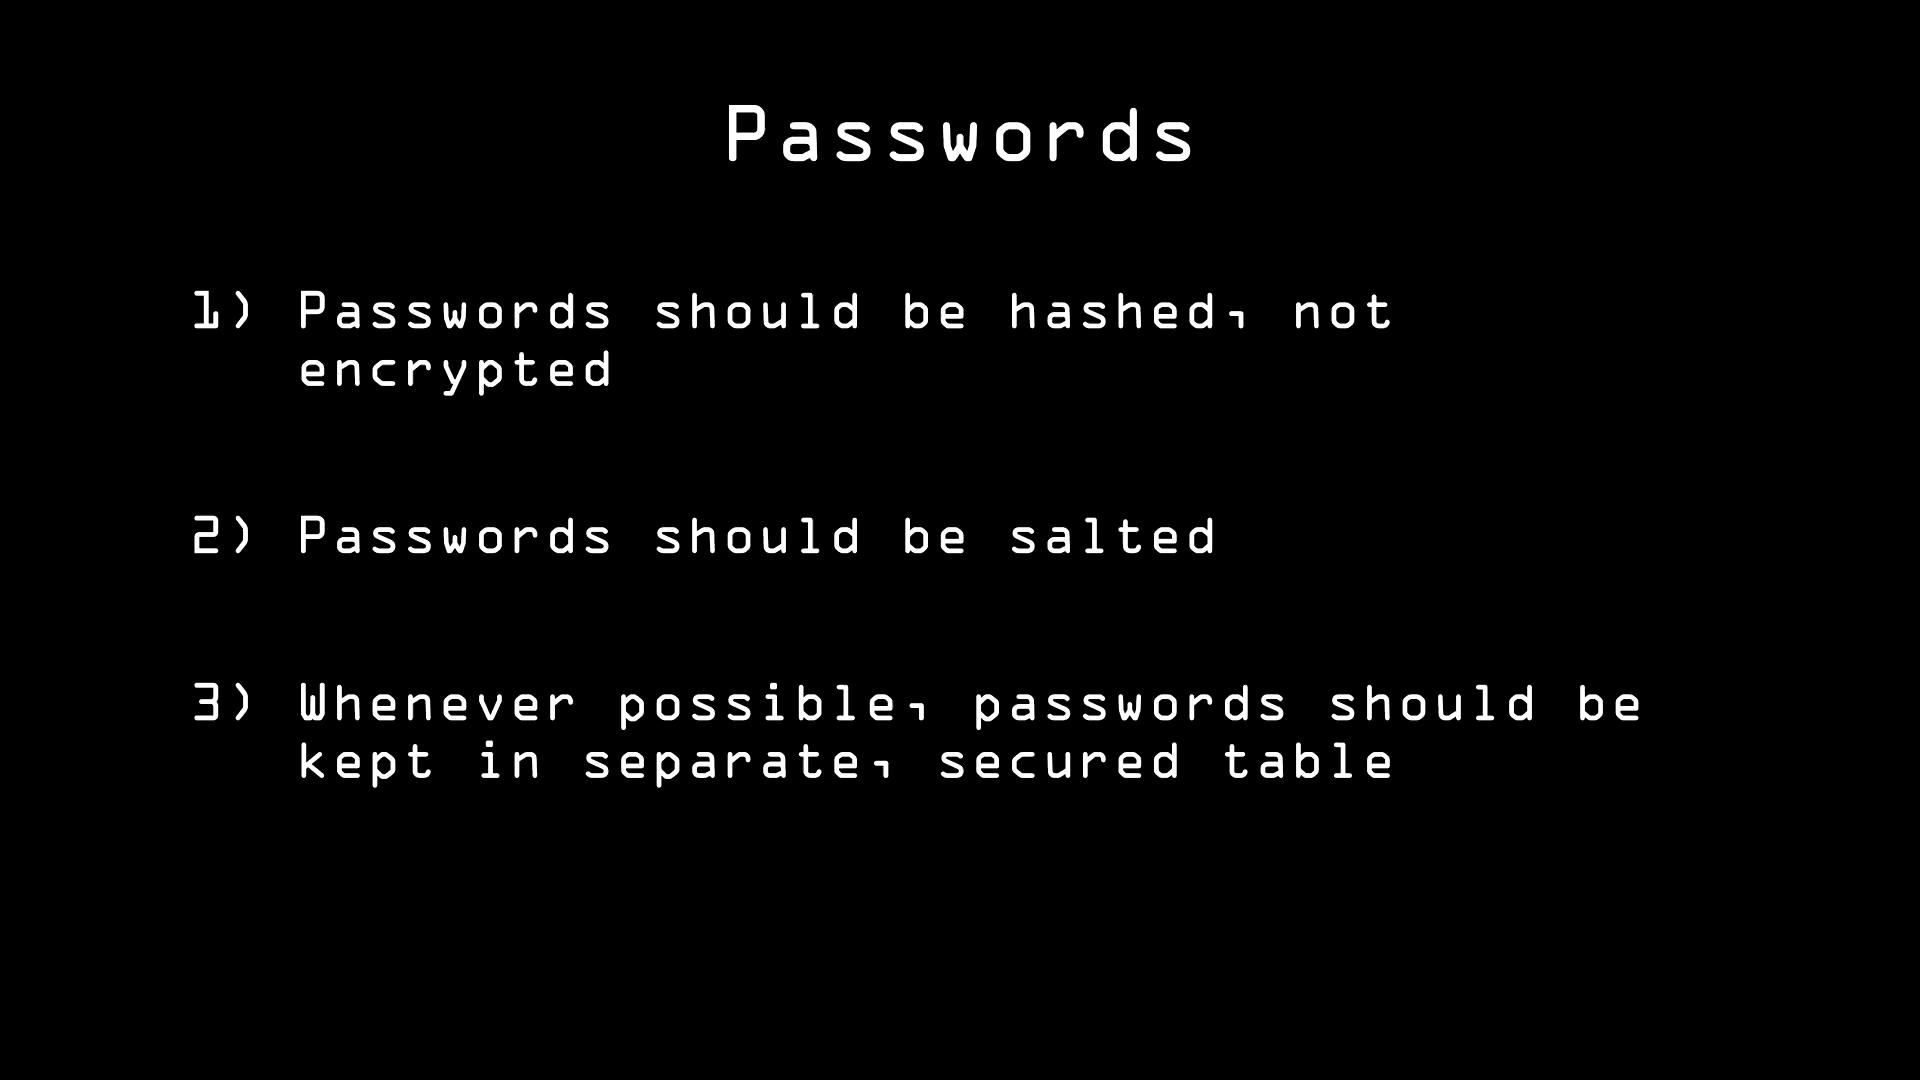 Passwords
1) Passwords should be hashed, not
encrypted
2) Passwords should be salted
3) Whenever possible, passwords should be
kept in separate, secured table